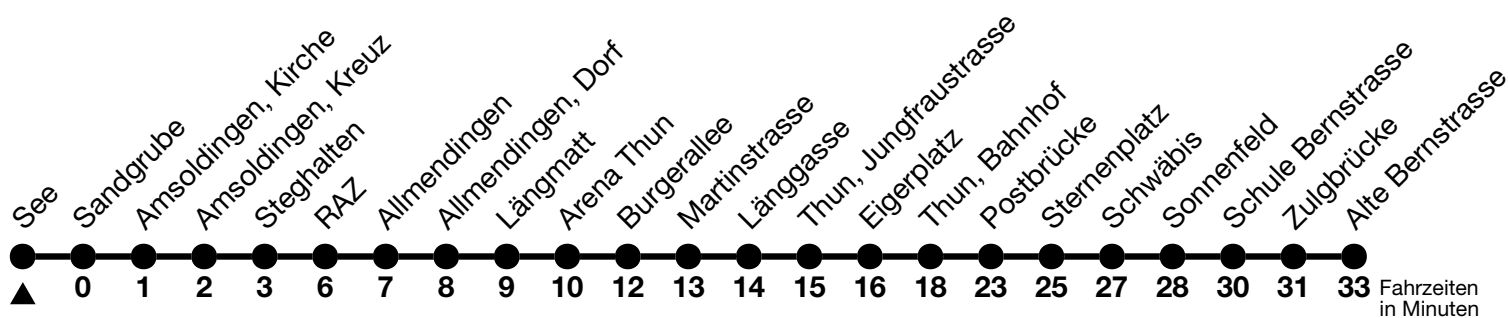 See
Sandgrube
Amsoldingen, Kirche
Amsoldingen, Kreuz
Steghalten
RAZ
Allmendingen
Allmendingen, Dorf
Längmatt
Arena Thun
Burgerallee
Martinstrasse
Länggasse
Thun, Jungfraustrasse
Eigerplatz
Thun, Bahnhof
Postbrücke
Sternenplatz
Schwäbis
Sonnenfeld
Schule Bernstrasse
Zulgbrücke
Alte Bernstrasse
0 1 2 3 6 7 8 9 10 12 13 14 15 16 18 23 25 27 28 30 31 33 Fahrzeiten
in Minuten